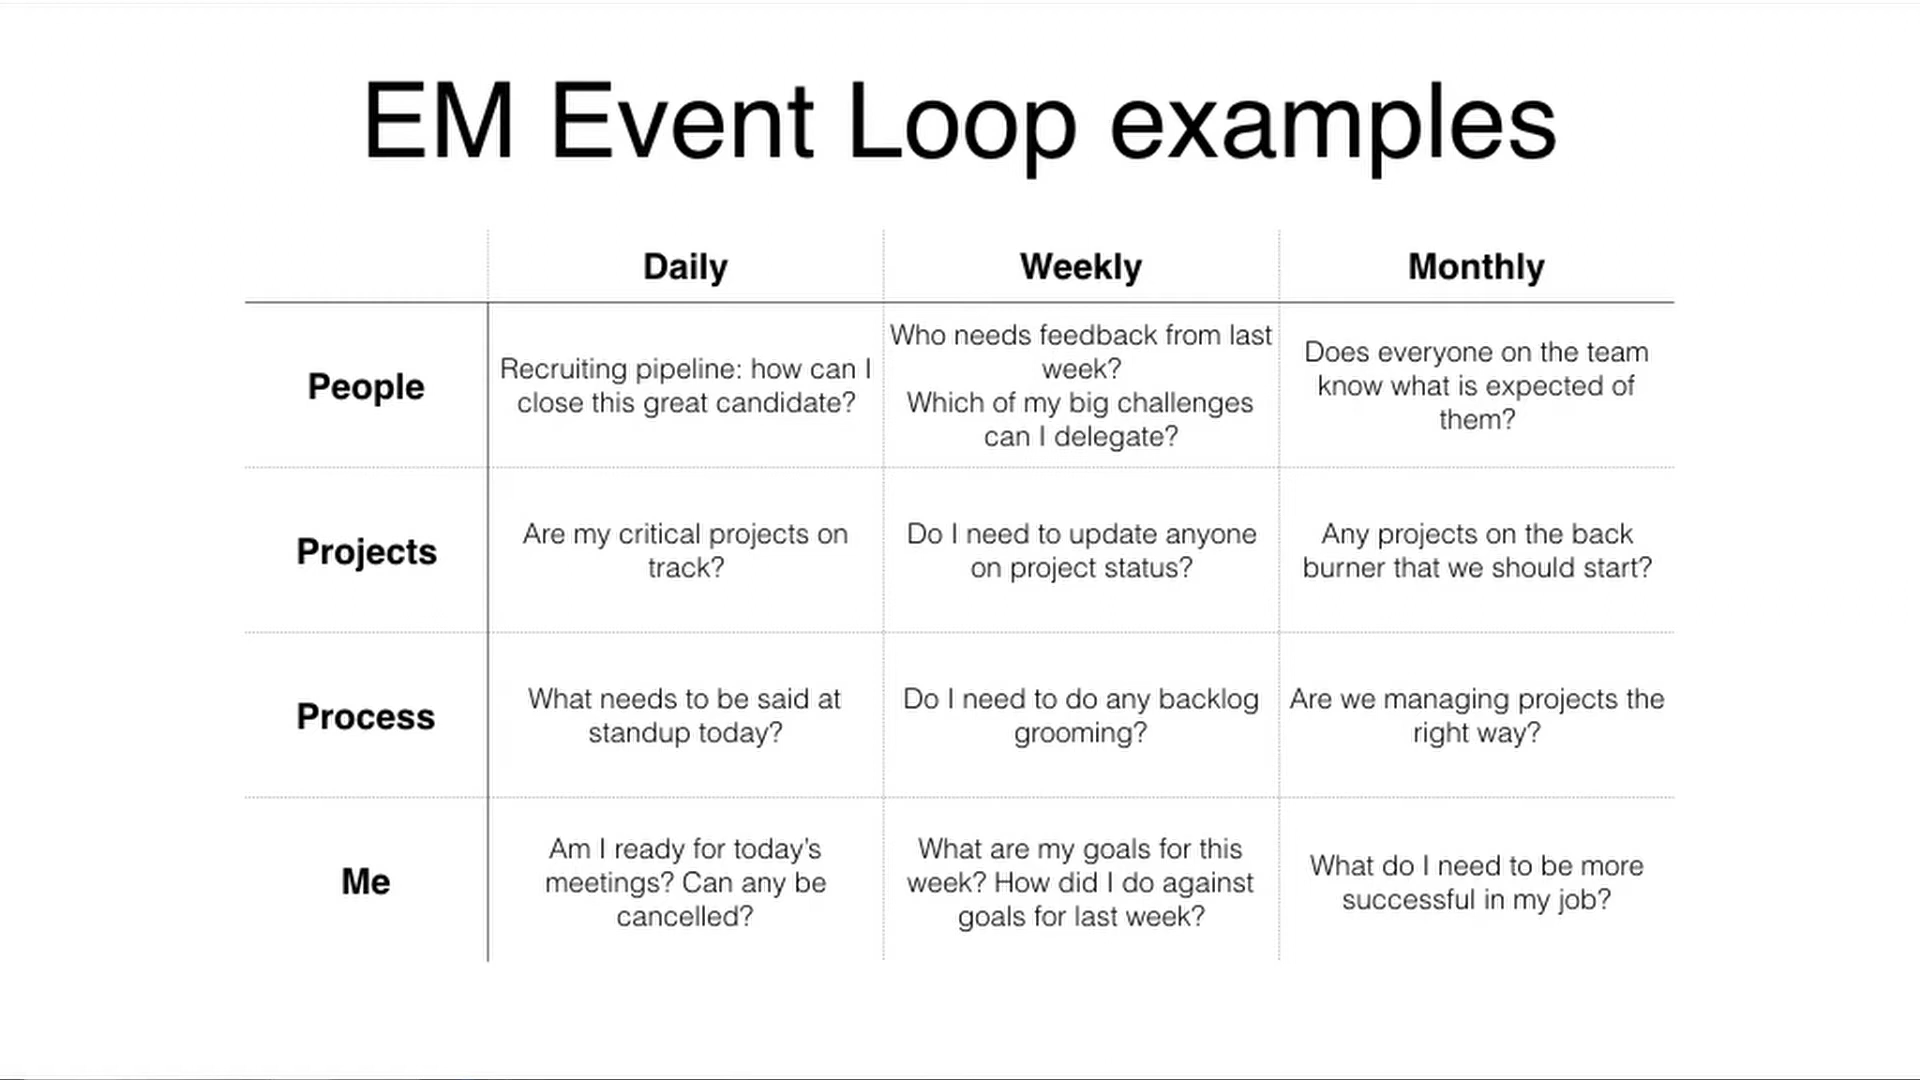 EM Event Loop examples
Daily
Weekly
Monthly
People
Recruiting pipeline: how can I
close this great candidate?
Who needs feedback from last
week?
Which of my big challenges
can I delegate?
Does everyone on the team
know what is expected of
them?
Projects
Are my critical projects on
track?
Do I need to update anyone
on project status?
Any projects on the back
burner that we should start?
Process
What needs to be said at
standup today?
Do I need to do any backlog
grooming?
Are we managing projects the
right way?
Me
Am I ready for today’s
meetings? Can any be
cancelled?
What are my goals for this
week? How did I do against
goals for last week?
What do I need to be more
successful in my job?